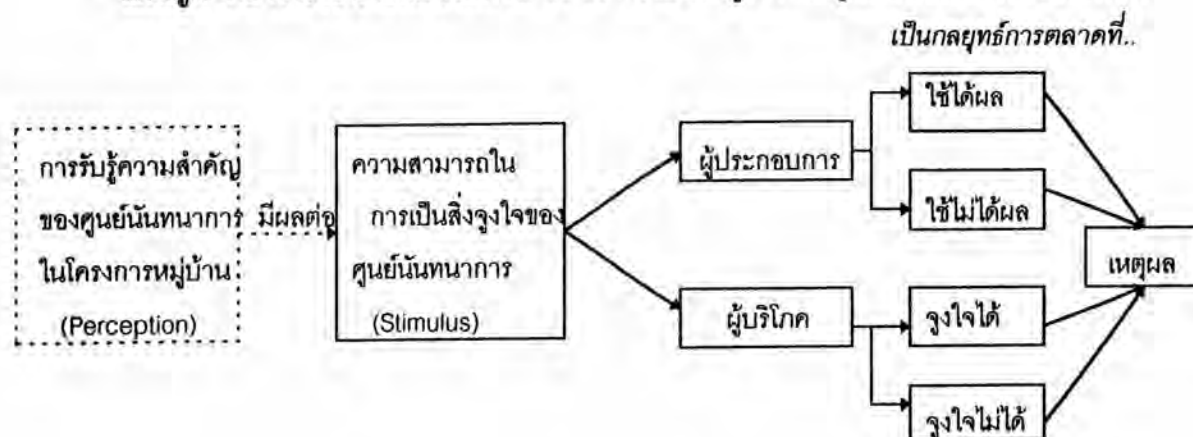 เป็นกลยุทธ์การตลาดที่..
การรับรู้ความสำคัญ
ของศูนย์นันทนาการ
ในโครงการหมู่บ้าน
(Perception)
มีผลต่อ
ความสามารถใน
การเป็นสิ่งจูงใจของ
ศูนย์นันทนาการ
(Stimulus)
ผู้ประกอบการ
ผู้บริโภค
ใช้ได้ผล
ใช้ไม่ได้ผล
จูงใจได้
จูงใจไม่ได้
เหตุผล